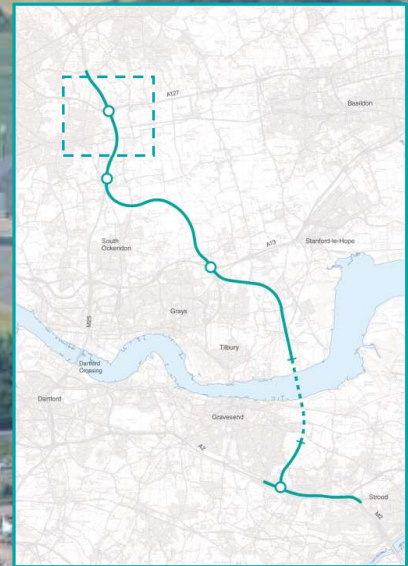 A127
Basildon
South
Ockendon
Stanford-le-Hope
A13
M25
Grays
Tilbury
Dartford
Crossing
Dartford
Gravesend
A2
Strood
M2